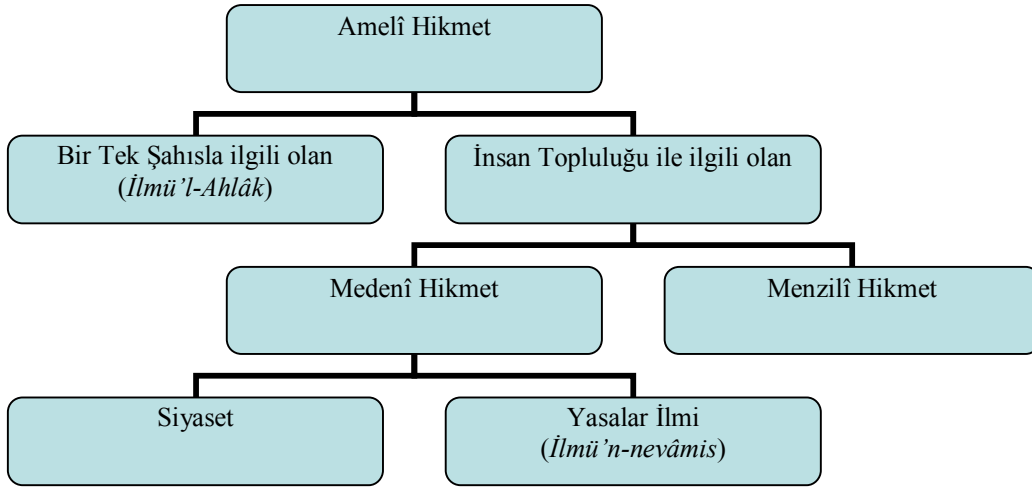 Amelî Hikmet
Bir Tek Şahısla ilgili olan
(İlmü’l-Ahlâk)
İnsan Topluluğu ile ilgili olan
Medenî Hikmet
Menzilî Hikmet
Siyaset
Yasalar İlmi
(İlmü’n-nevâmis)